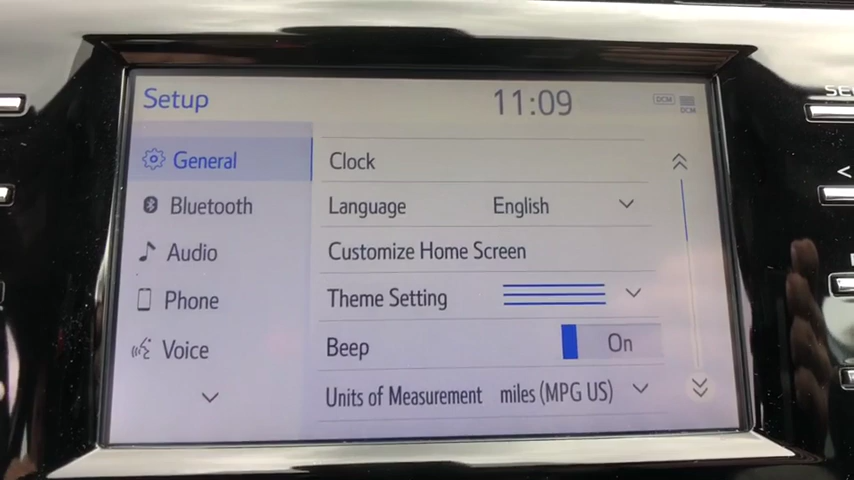 Setup
11:09
DCM
DCM
General
Bluetooth
Audio
Phone
Voice
Clock
Language English
Customize Home Screen
Theme Setting
Beep On
Units of Measurement miles (MPG US)
<